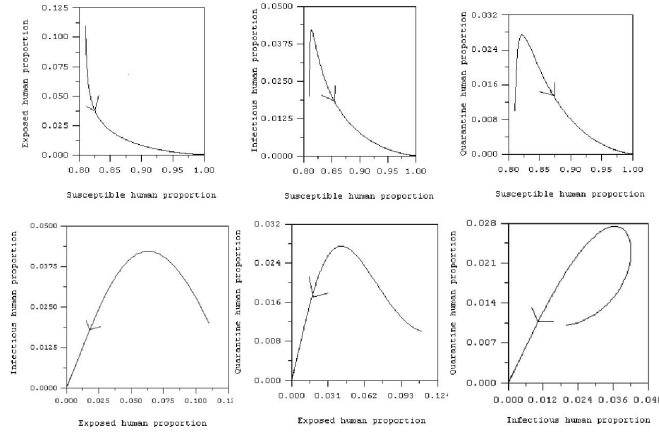 0.125
0.100
0.075
0.050
0.025
0.000
Exposed human proportion
0.80 0.85 0.90 0.95 1.00
Susceptible human proportion
0.0500
0.0375
0.0250
0.0125
0.0000
Infectious human proportion
0.80 0.85 0.90 0.95 1.00
Susceptible human proportion
0.032
0.024
0.016
0.008
0.000
Quarantine human proportion
0.80 0.85 0.90 0.95 1.00
Susceptible human proportion
0.0500
0.0375
0.0250
0.0125
0.0000
Infectious human proportion
0.000 0.025 0.050 0.075 0.100 0.12
Exposed human proportion
0.032
0.024
0.016
0.008
0.000
Quarantine human proportion
0.000 0.031 0.062 0.093 0.12
Exposed human proportion
0.028
0.021
0.014
0.007
0.000
Quarantine human proportion
0.000 0.012 0.024 0.036 0.048
Infectious human proportion